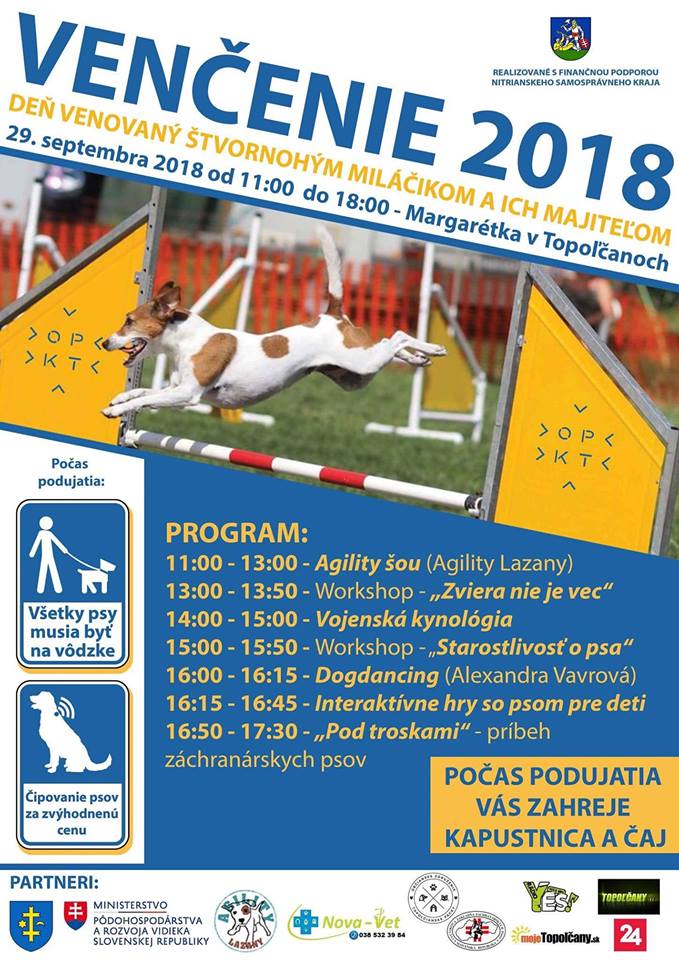 VENČENIE 2018
REALIZOVANÉ S FINANČNOU PODPOROU
NITRIANSKEHO SAMOSPRÁVNEHO KRAJA
DEŇ VENOVANÝ ŠTVORNOHÝM MILÁČIKOM A ICH MAJITEĽOM
29. septembra 2018 od 11:00 do 18:00 - Margarétka v Topoľčanoch
OP
KT
OP
KT
Počas
podujatia:
Všetky psy
musia byť
na vôdzke
Čipovanie psov
za zvýhodnenú
cenu
PROGRAM:
11:00 - 13:00 - Agility šou (Agility Lazany)
13:00 - 13:50 - Workshop - „Zviera nie je vec“
14:00 - 15:00 - Vojenská kynológia
15:00 - 15:50 - Workshop - „Starostlivosť o psa“
16:00 - 16:15 - Dogdancing (Alexandra Vavrová)
16:15 - 16:45 - Interaktívne hry so psom pre deti
16:50 - 17:30 - „Pod troskami“ - príbeh
záchranárskych psov
POČAS PODUJATIA
VÁS ZAHREJE
KAPUSTNICA A ČAJ
PARTNERI:
MINISTERSTVO
PÔDOHOSPODÁRSTVA
A ROZVOJA VIDIEKA
SLOVENSKEJ REPUBLIKY
AGILITY
LAZANY
Nova-Vet
038 532 39 84
YES!
TOPOĽČANY
mojeTopoľčany.sk
24